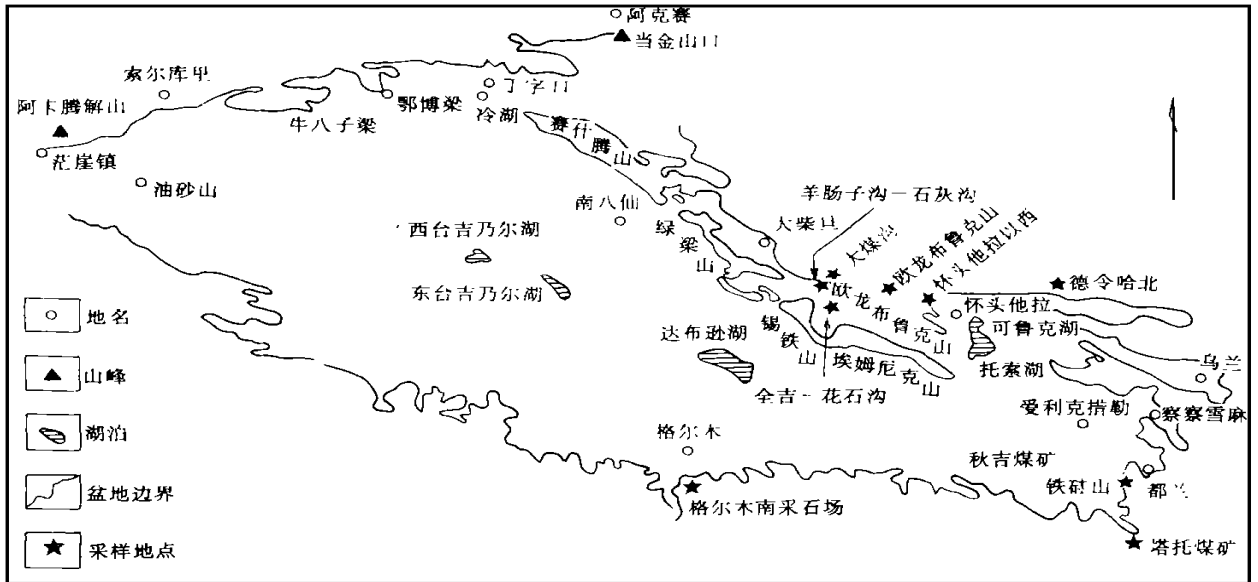 阿克赛
当金山口
索尔库里
丁字口
阿卡腾解山
鄂博梁
冷湖
牛八子梁
赛什腾山
茫崖镇
油砂山
羊肠子沟－石灰沟
南八仙
大柴旦
绿梁山
西台吉乃尔湖
大煤沟
欧龙布鲁克山
怀头他拉以西
东台吉乃尔湖
欧龙布鲁克山
德令哈北
怀头他拉
地名
达布逊湖
锡铁山
可鲁克湖
埃姆尼克山
托索湖
乌兰
山峰
全吉－花石沟
爱利克揩勒
察察雪麻
湖泊
格尔木
秋吉煤矿
盆地边界
铁砝山
都兰
格尔木南采石场
采样地点
塔托煤矿